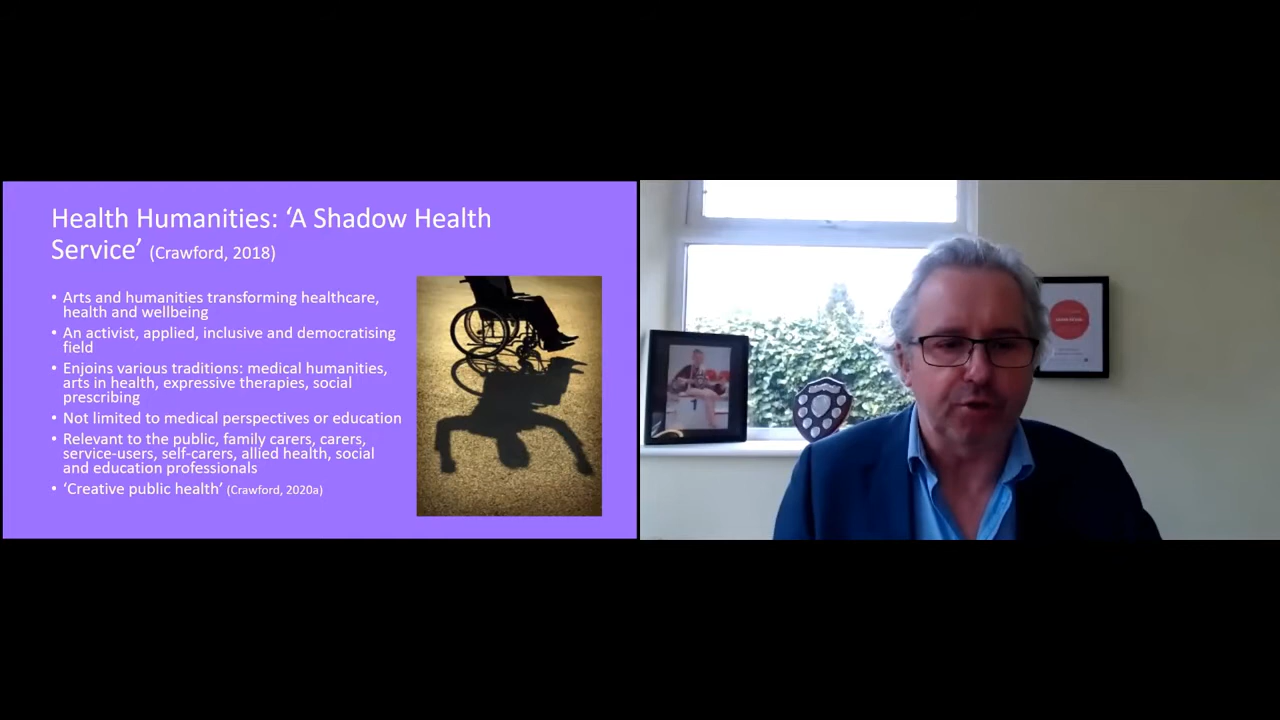 Health Humanities: ‘A Shadow Health
Service’ (Crawford, 2018)
• Arts and humanities transforming healthcare,
health and wellbeing
• An activist, applied, inclusive and democratising
field
• Enjoins various traditions: medical humanities,
arts in health, expressive therapies, social
prescribing
• Not limited to medical perspectives or education
• Relevant to the public, family carers, carers,
service-users, self-carers, allied health, social
and education professionals
• ‘Creative public health’ (Crawford, 2020a)
1